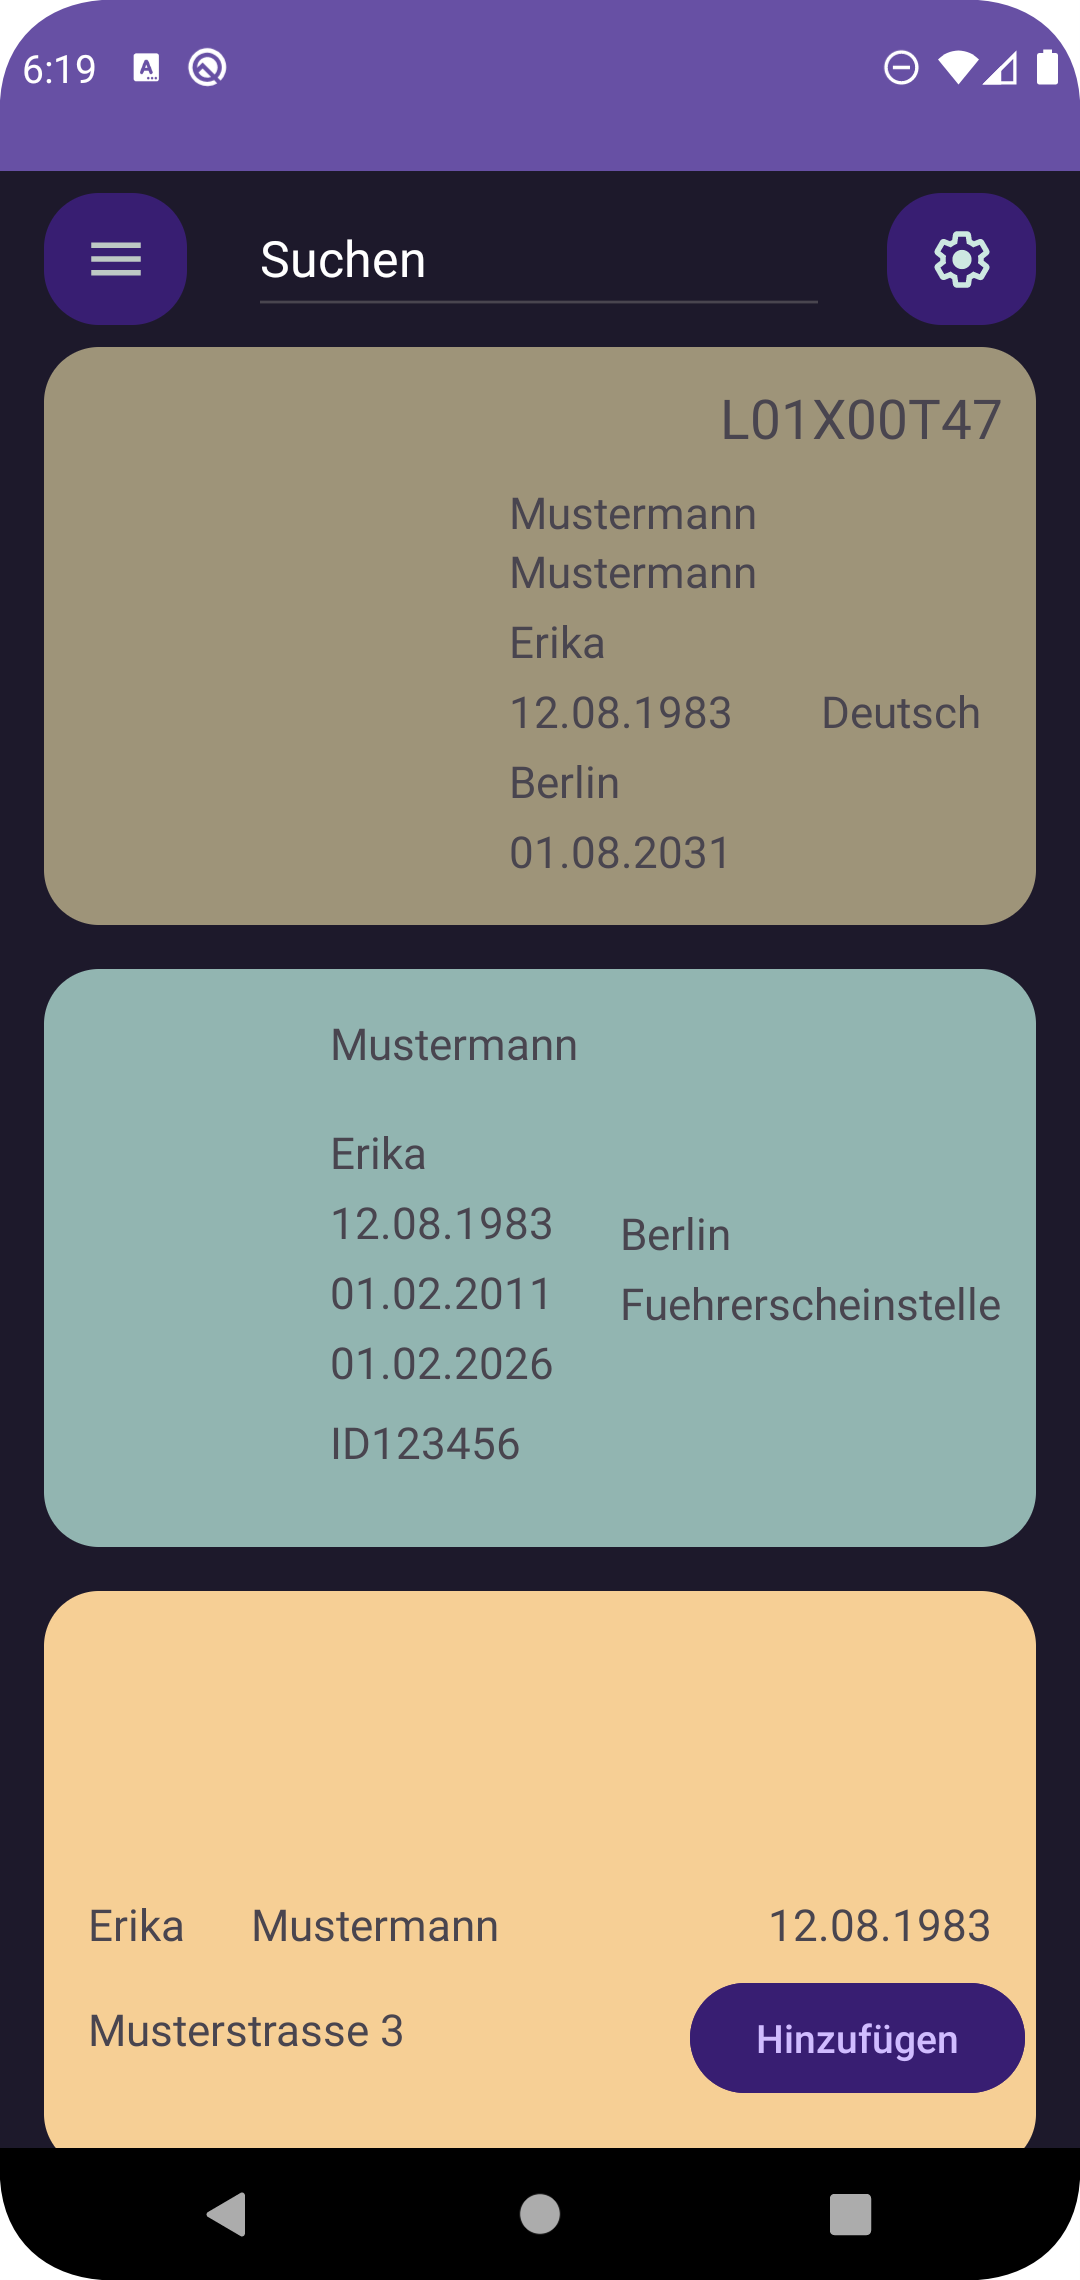 6:19
Suchen
L01X00T47
Mustermann
Mustermann
Erika
12.08.1983 Deutsch
Berlin
01.08.2031
Mustermann
Erika
12.08.1983
Berlin
01.02.2011
Fuehrerscheinstelle
01.02.2026
ID123456
Erika Mustermann 12.08.1983
Musterstrasse 3
Hinzufügen